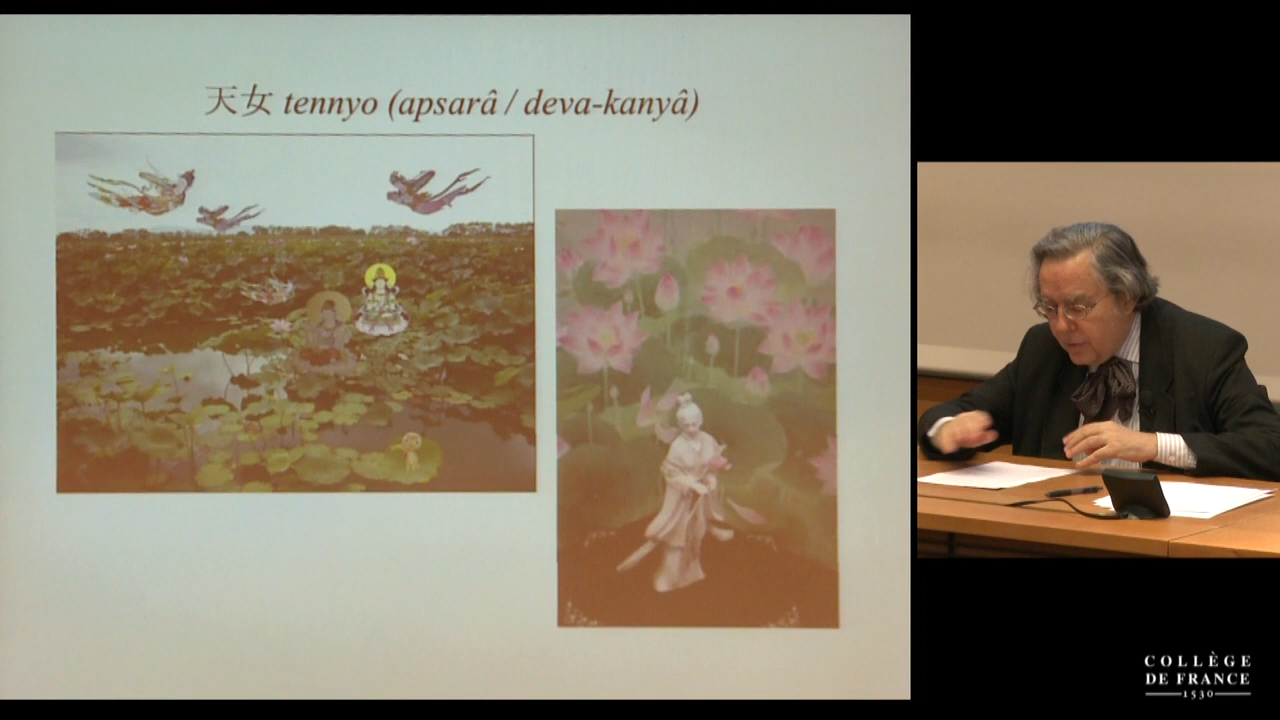 天女 tennyo (apsarâ / deva-kanyâ)
COLLÈGE
DE FRANCE
1530